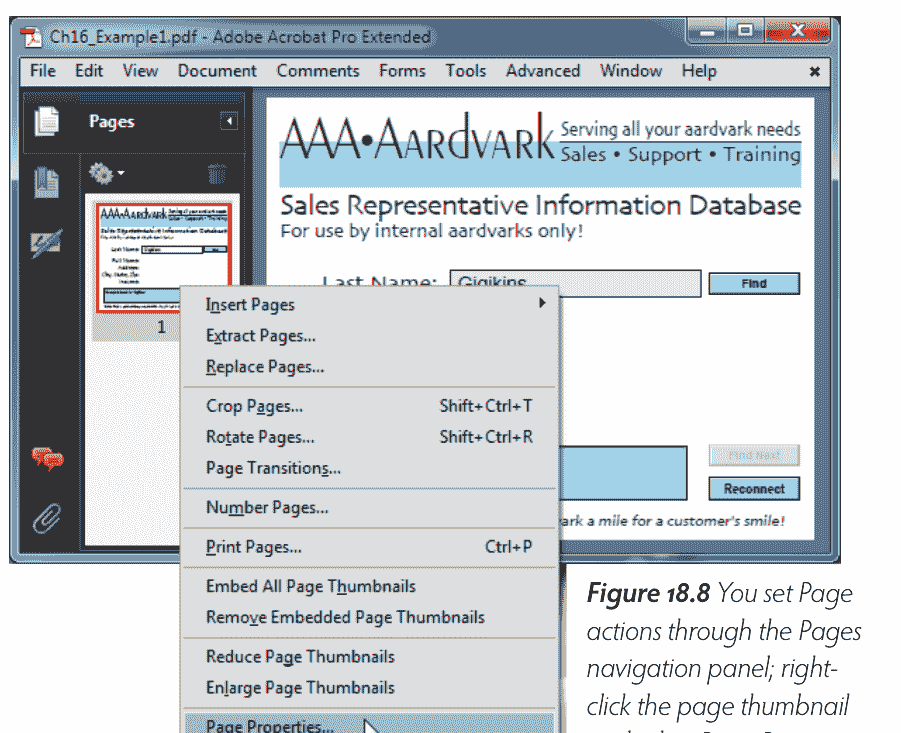 Ch16_Example1.pdf - Adobe Acrobat Pro Extended
File Edit View Document Comments Forms Tools Advanced Window Help
Pages
AAA•AARDVARK
Serving all your aardvark needs
Sales • Support • Training
Sales Representative Information Database
For use by internal aardvarks only!
Last Name: Gigikins Find
1
Insert Pages
Extract Pages...
Replace Pages...
Crop Pages... Shift+Ctrl+T
Rotate Pages... Shift+Ctrl+R
Page Transitions...
Number Pages...
Print Pages... Ctrl+P
Embed All Page Thumbnails
Remove Embedded Page Thumbnails
Reduce Page Thumbnails
Enlarge Page Thumbnails
Page Properties...
Find Next
Reconnect
a mile for a customer's smile!
Figure 18.8 You set Page
actions through the Pages
navigation panel; right-
click the page thumbnail